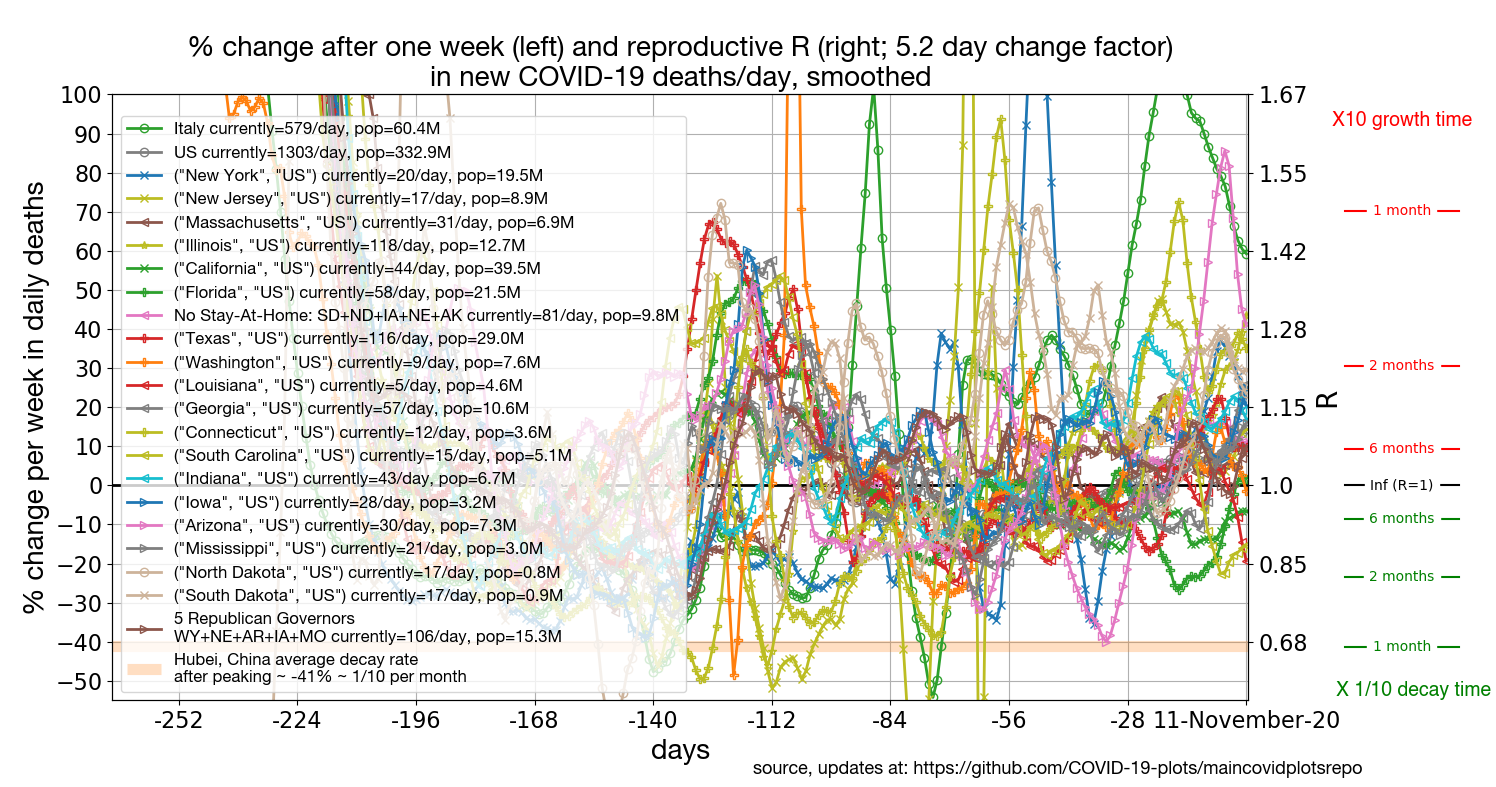 % change after one week (left) and reproductive R (right; 5.2 day change factor)
in new COVID-19 deaths/day, smoothed
100
90
80
70
60
50
40
30
20
10
0
−10
−20
−30
−40
−50
% change per week in daily deaths
Italy currently=579/day, pop=60.4M
US currently=1303/day, pop=332.9M
("New York", "US") currently=20/day, pop=19.5M
("New Jersey", "US") currently=17/day, pop=8.9M
("Massachusetts", "US") currently=31/day, pop=6.9M
("Illinois", "US") currently=118/day, pop=12.7M
("California", "US") currently=44/day, pop=39.5M
("Florida", "US") currently=58/day, pop=21.5M
No Stay-At-Home: SD+ND+IA+NE+AK currently=81/day, pop=9.8M
("Texas", "US") currently=116/day, pop=29.0M
("Washington", "US") currently=9/day, pop=7.6M
("Louisiana", "US") currently=5/day, pop=4.6M
("Georgia", "US") currently=57/day, pop=10.6M
("Connecticut", "US") currently=12/day, pop=3.6M
("South Carolina", "US") currently=15/day, pop=5.1M
("Indiana", "US") currently=43/day, pop=6.7M
("Iowa", "US") currently=28/day, pop=3.2M
("Arizona", "US") currently=30/day, pop=7.3M
("Mississippi", "US") currently=21/day, pop=3.0M
("North Dakota", "US") currently=17/day, pop=0.8M
("South Dakota", "US") currently=17/day, pop=0.9M
5 Republican Governors
WY+NE+AR+IA+MO currently=106/day, pop=15.3M
Hubei, China average decay rate
after peaking ~ -41% ~ 1/10 per month
1.67
1.55
1.42
1.28
1.15
1.0
0.85
0.68
R
X10 growth time
1 month
2 months
6 months
Inf (R=1)
6 months
2 months
1 month
X 1/10 decay time
-252
-224
-196
-168
-140
-112
-84
-56
-28
11-November-20
days
source, updates at: https://github.com/COVID-19-plots/maincovidplotsrepo